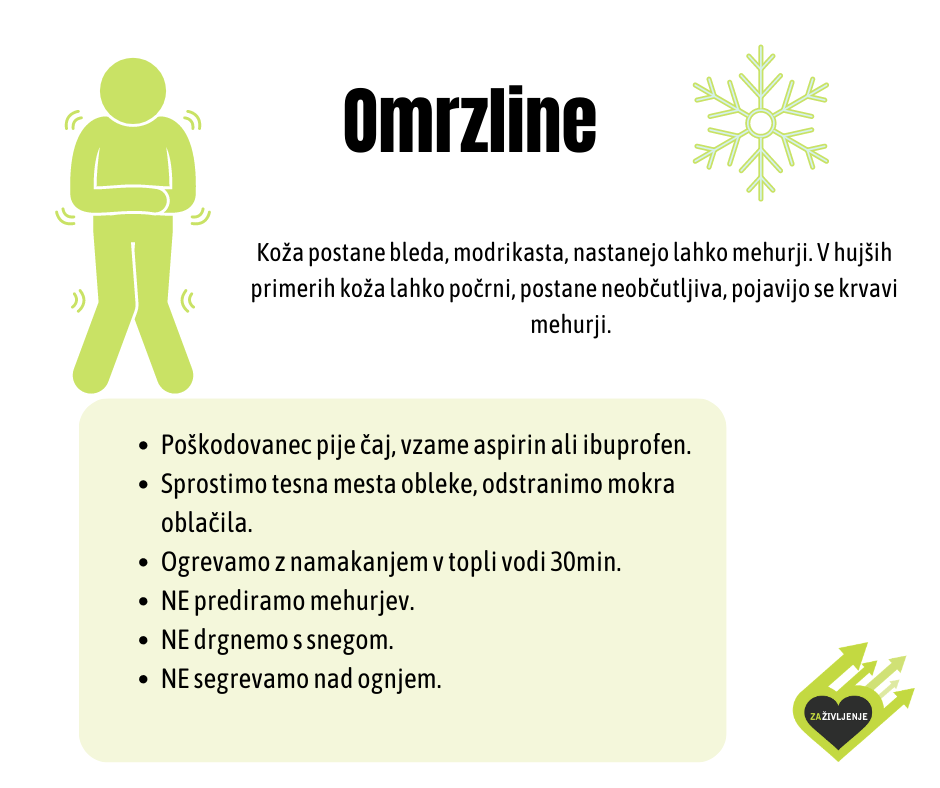 Omrzline
Koža postane bleda, modrikasta, nastanejo lahko mehurji. V hujših
primerih koža lahko počrni, postane neobčutljiva, pojavijo se krvavi
mehurji.
• Poškodovanec pije čaj, vzame aspirin ali ibuprofen.
• Sprostimo tesna mesta obleke, odstranimo mokra
oblačila.
• Ogrevamo z namakanjem v topli vodi 30min.
• NE prediramo mehurjev.
• NE drgnemo s snegom.
• NE segrevamo nad ognjem.
ZAŽIVLJENJE